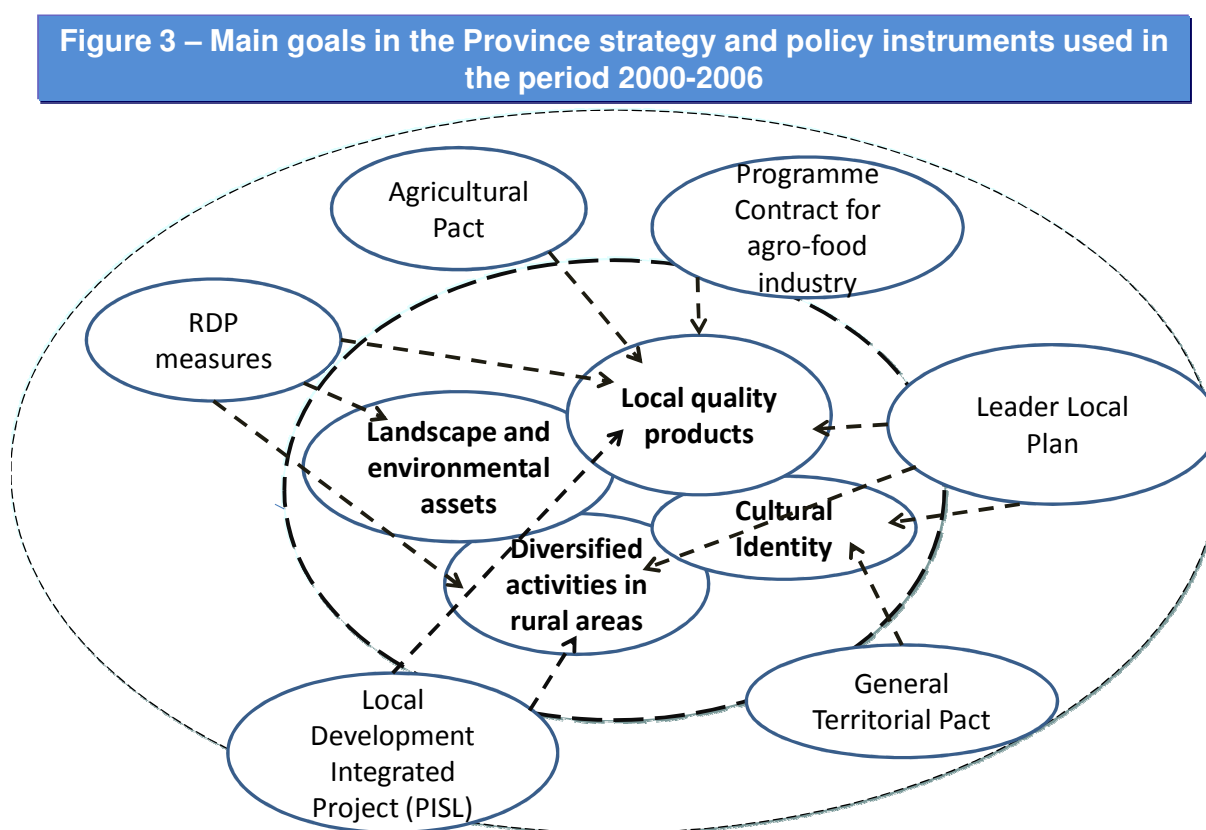 Figure 3 – Main goals in the Province strategy and policy instruments used in
the period 2000-2006
Agricultural
Pact
Programme
Contract for
agro-food
industry
RDP
measures
Local quality
products
Leader Local
Plan
Landscape and
environmental
assets
Cultural
Identity
Diversified
activities in
rural areas
Local
Development
Integrated
Project (PISL)
General
Territorial Pact